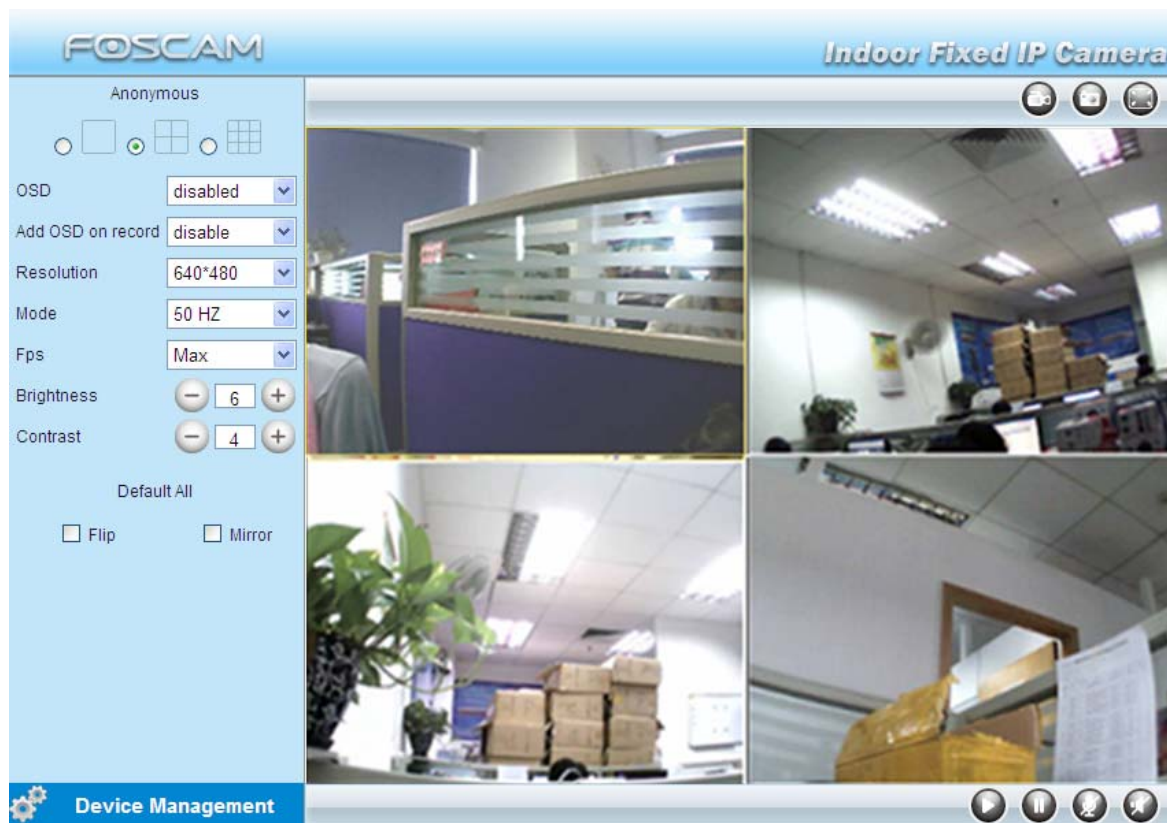 FOSCAM
Indoor Fixed IP Camera
Anonymous
OSD disabled
Add OSD on record disable
Resolution 640*480
Mode 50 HZ
Fps Max
Brightness 6
Contrast 4
Default All
Flip Mirror
Device Management